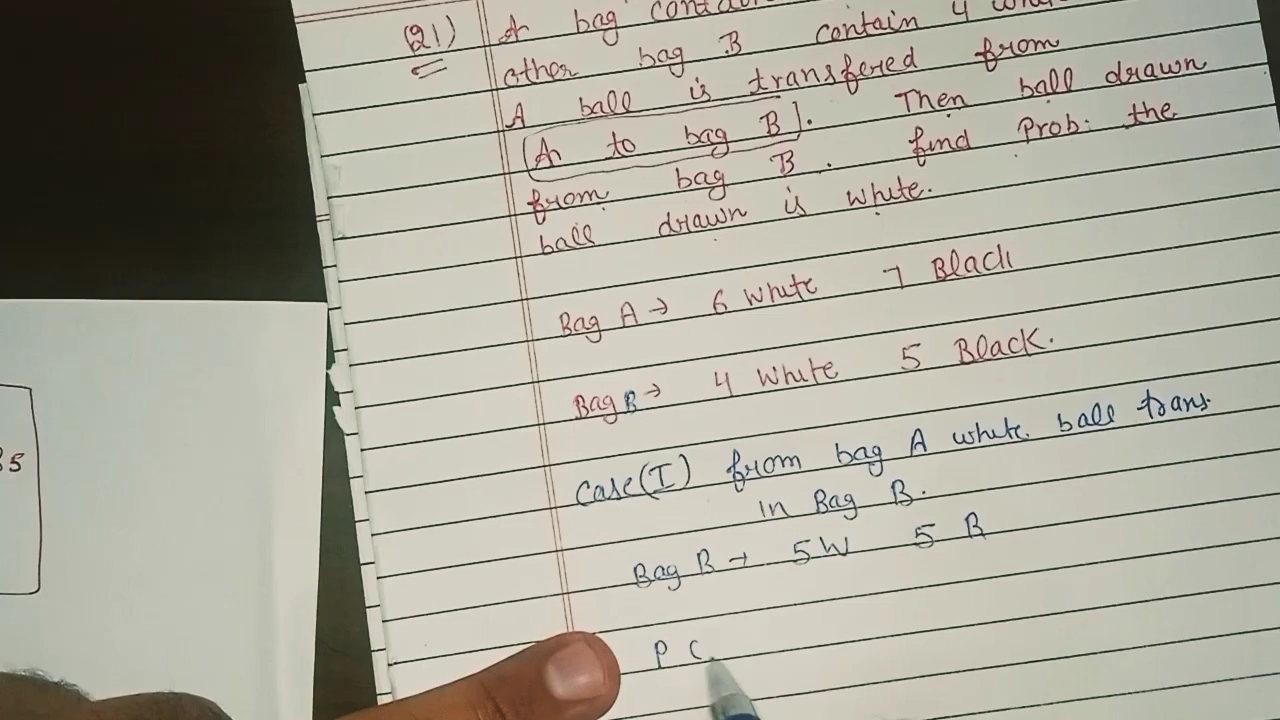 Q1) A bag
other bag B contain 4
A ball is transfered from
(A to bag B). Then ball drawn
from bag B. find Prob. the
ball drawn is white.
Bag A → 6 White 7 Black
Bag B → 4 White 5 Black.
Case (I) from bag A white ball trans.
in Bag B.
Bag B → 5W 5 B
P (
5